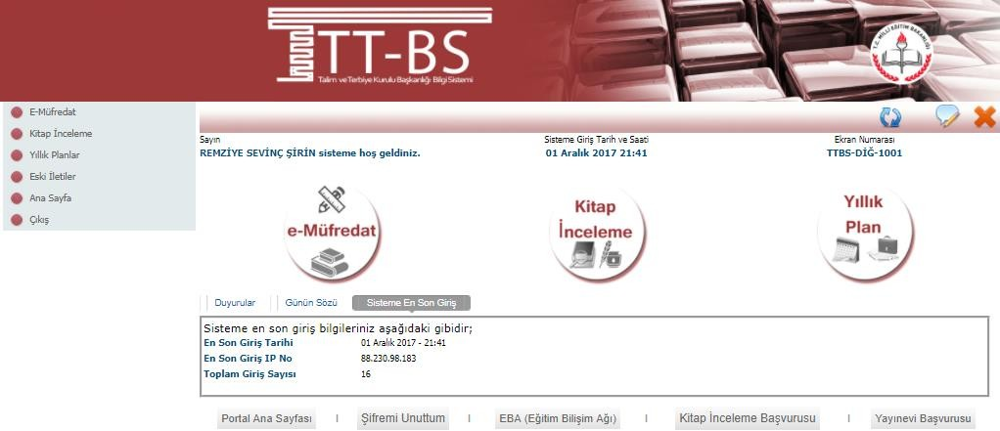 TT-BS
Talim ve Terbiye Kurulu Başkanlığı Bilgi Sistemi
T.C. MİLLÎ EĞİTİM BAKANLIĞI
E-Müfredat
Kitap İnceleme
Yıllık Planlar
Eski İletiler
Ana Sayfa
Çıkış
Sayın
REMZİYE SEVİNÇ ŞİRİN sisteme hoş geldiniz.
Sisteme Giriş Tarih ve Saati
01 Aralık 2017 21:41
Ekran Numarası
TTBS-DİĞ-1001
e-Müfredat
Kitap
İnceleme
Yıllık
Plan
Duyurular
Günün Sözü
Sisteme En Son Giriş
Sisteme en son giriş bilgileriniz aşağıdaki gibidir;
En Son Giriş Tarihi 01 Aralık 2017 - 21:41
En Son Giriş IP No 88.230.98.183
Toplam Giriş Sayısı 16
Portal Ana Sayfası | Şifremi Unuttum | EBA (Eğitim Bilişim Ağı) | Kitap İnceleme Başvurusu | Yayınevi Başvurusu